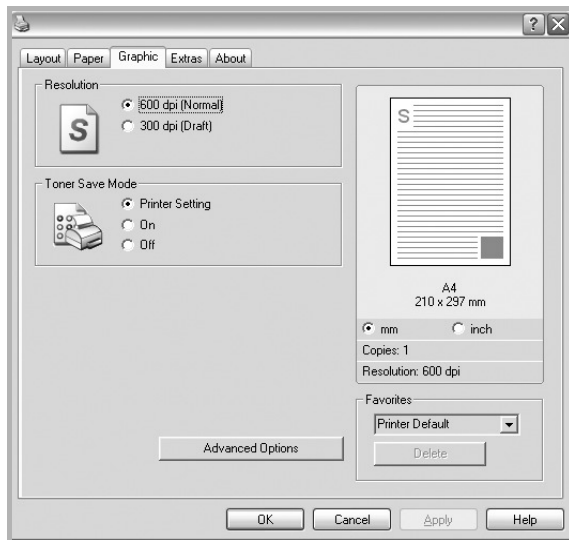 Layout Paper Graphic Extras About
Resolution
S
600 dpi (Normal)
300 dpi (Draft)
Toner Save Mode
Printer Setting
On
Off
Advanced Options
S
A4
210 x 297 mm
mm inch
Copies: 1
Resolution: 600 dpi
Favorites
Printer Default
Delete
OK Cancel Apply Help